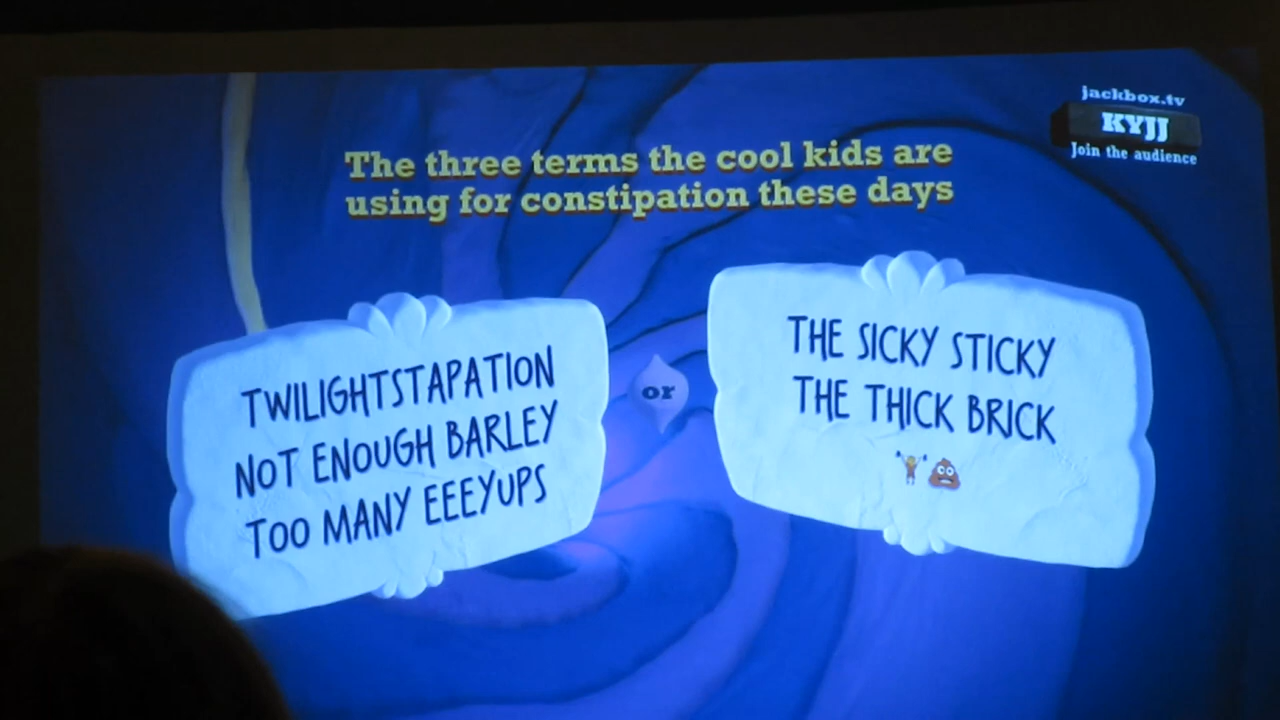 jackbox.tv
KYJJ
Join the audience
The three terms the cool kids are
using for constipation these days
TWILIGHTSTAPATION
NOT ENOUGH BARLEY
TOO MANY EEEYUPS
or
THE SICKY STICKY
THE THICK BRICK